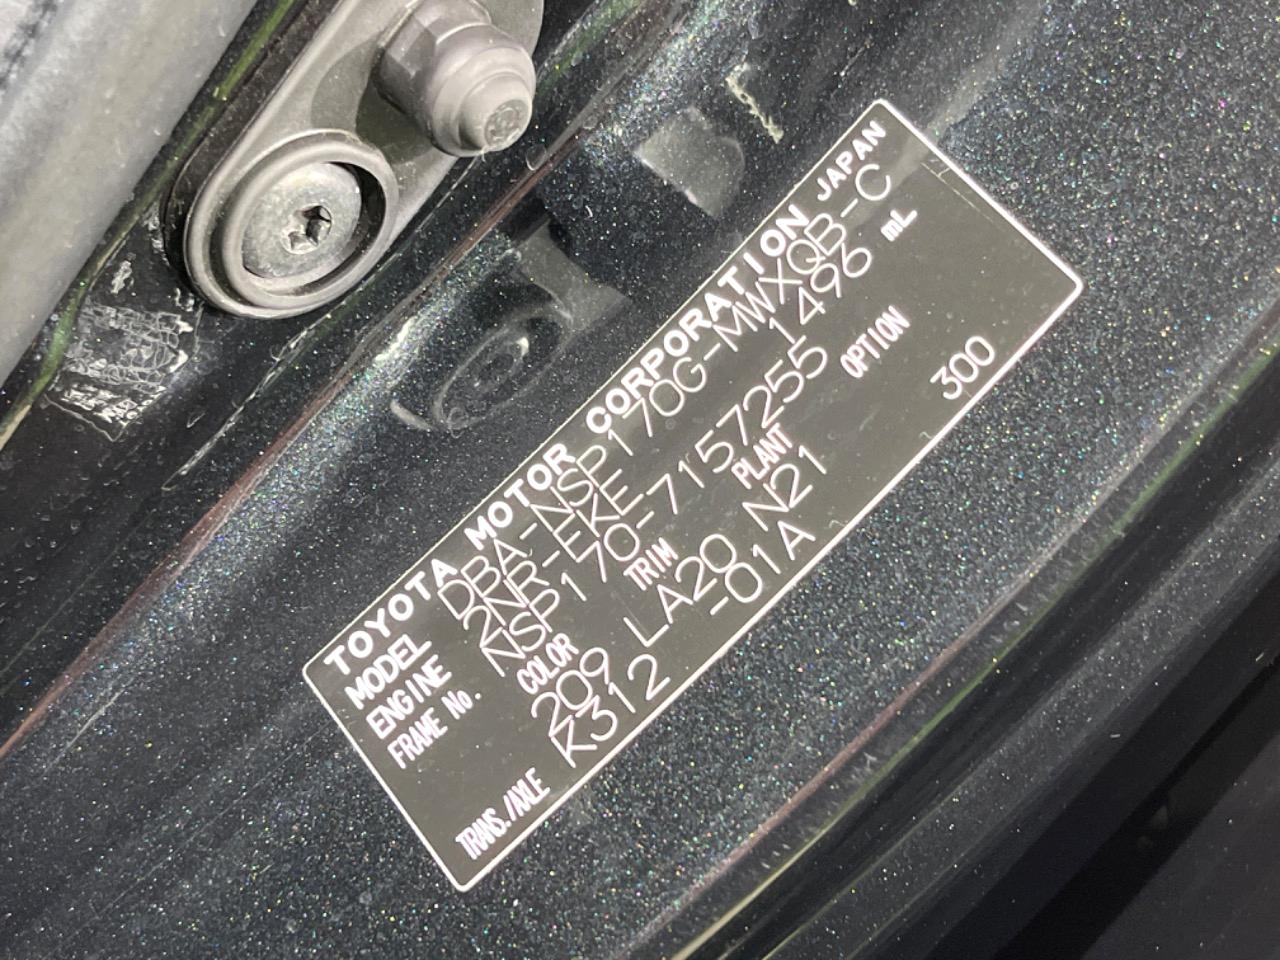 TOYOTA MOTOR CORPORATION JAPAN
MODEL DBA-NSP170G-MWXQB-C
ENGINE 2NR-FKE 1496 mL
FRAME No. NSP170-7157255
COLOR TRIM PLANT OPTION
209 LA20 N21 300
TRANS./AXLE K312 -01A